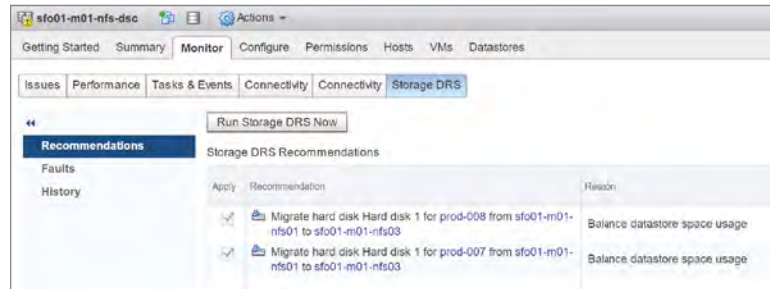 sfo01-m01-nfs-dsc Actions
Getting Started Summary Monitor Configure Permissions Hosts VMs Datastores
Issues Performance Tasks & Events Connectivity Connectivity Storage DRS
Run Storage DRS Now
Recommendations
Storage DRS Recommendations
Faults
History
Apply Recommendation Reason
Migrate hard disk Hard disk 1 for prod-008 from sfo01-m01-
nfs01 to sfo01-m01-nfs03
Balance datastore space usage
Migrate hard disk Hard disk 1 for prod-007 from sfo01-m01-
nfs01 to sfo01-m01-nfs03
Balance datastore space usage